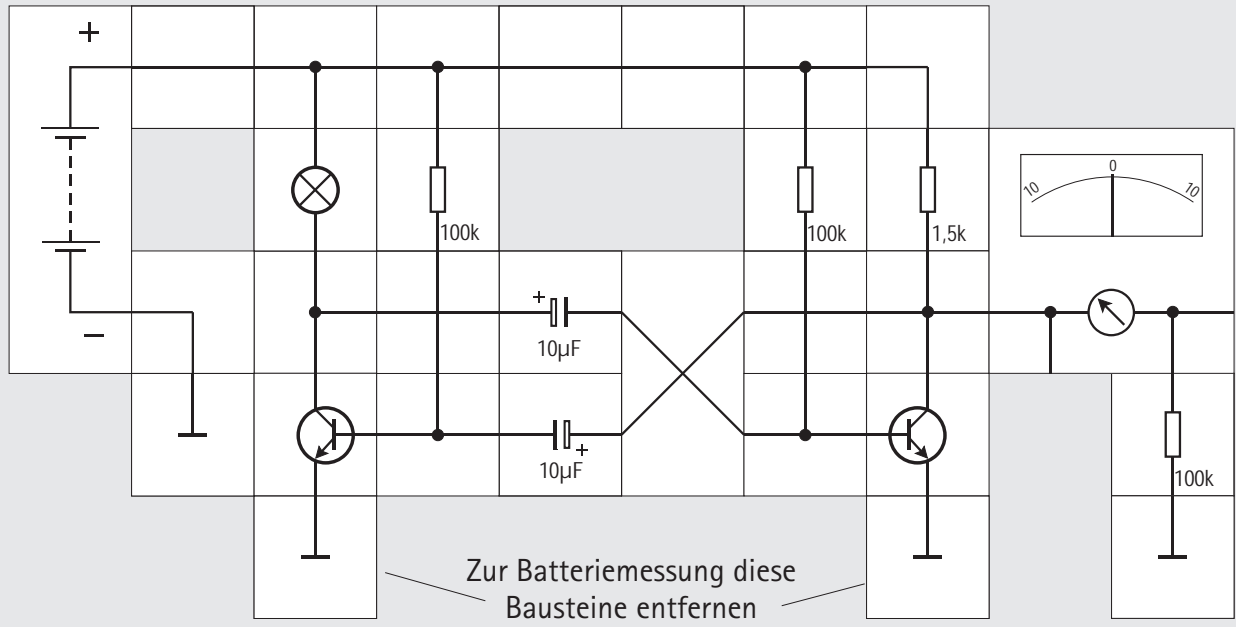 +
10 0 10
100k 100k 1,5k
+
–
10µF
10µF +
100k
Zur Batteriemessung diese
Bausteine entfernen